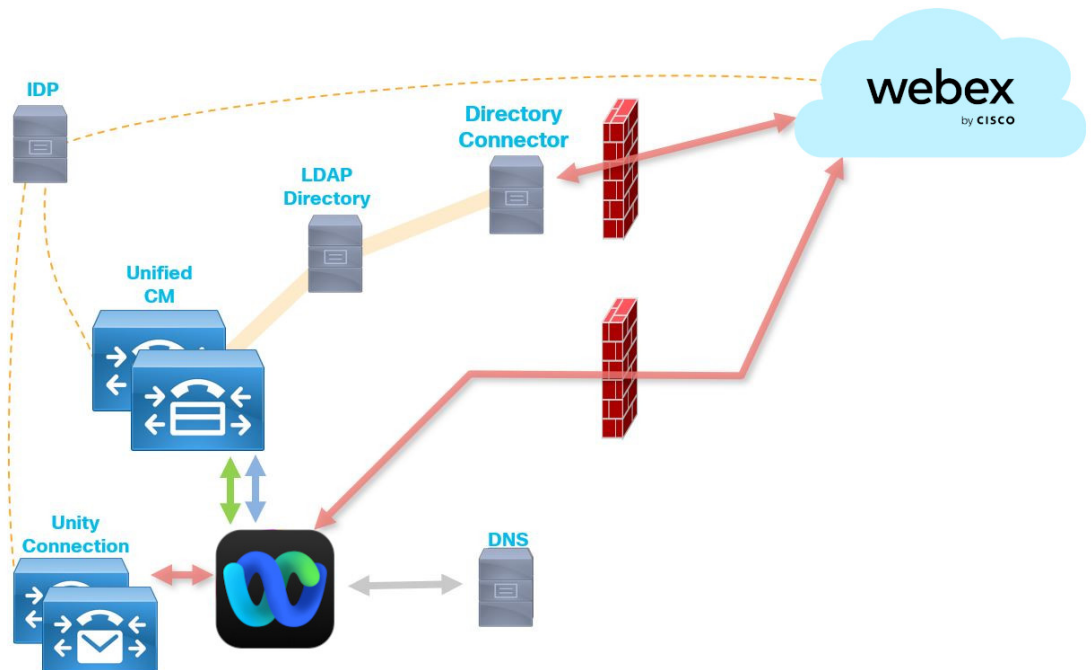 IDP
webex
by CISCO
Directory
Connector
LDAP
Directory
Unified
CM
Unity
Connection
DNS